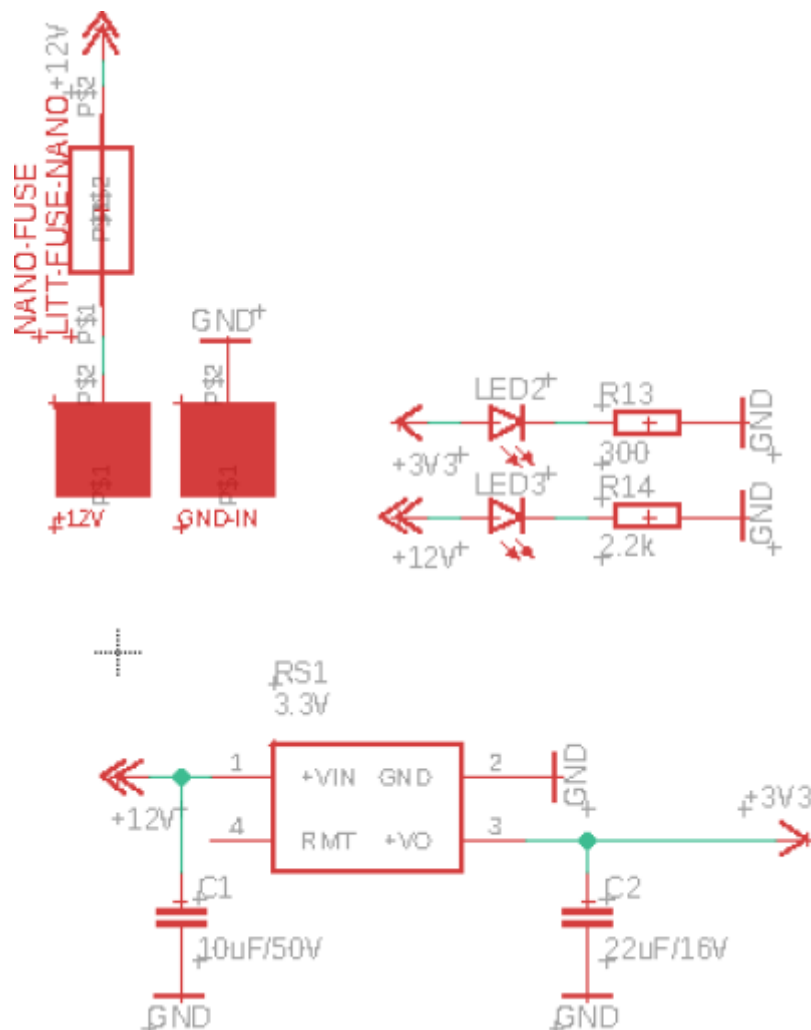 +12V
P$2
NANO-FUSE
LITT-FUSE-NANO
P$1
GND
P$2
P$2
P$1
P$1
+12V
GND-IN
LED2
R13
GND
+3V3
300
LED3
R14
GND
+12V
2.2k
RS1
3.3V
1
+VIN
GND
2
GND
+12V
+3V3
4
RMT
+VO
3
C1
10uF/50V
C2
22uF/16V
GND
GND